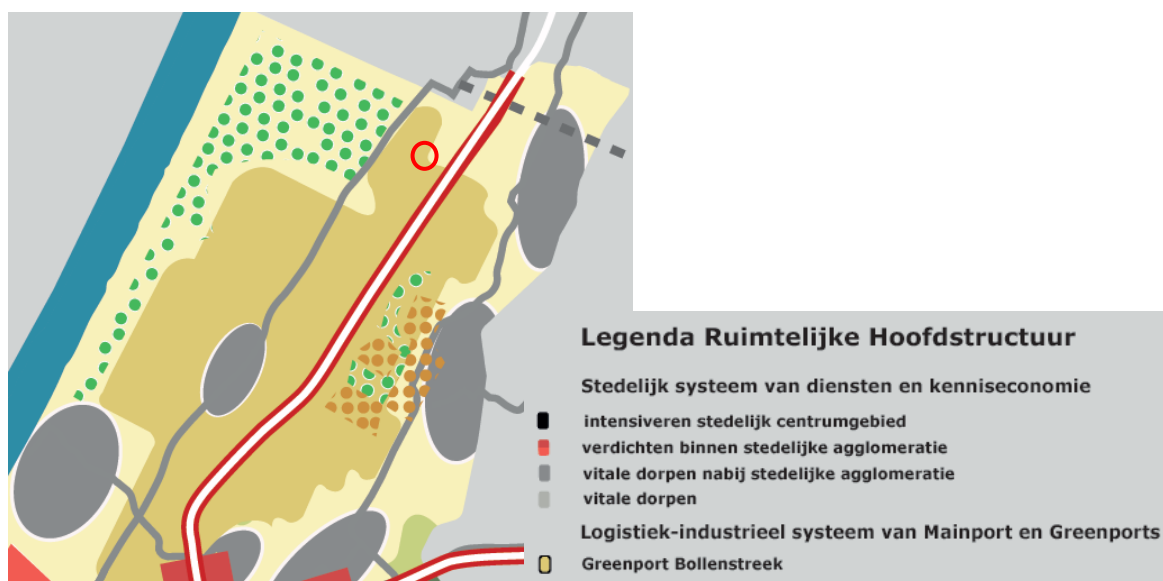 Legenda Ruimtelijke Hoofdstructuur
Stedelijk systeem van diensten en kenniseconomie
intensiveren stedelijk centrumgebied
verdichten binnen stedelijke agglomeratie
vitale dorpen nabij stedelijke agglomeratie
vitale dorpen
Logistiek-industrieel systeem van Mainport en Greenports
Greenport Bollenstreek